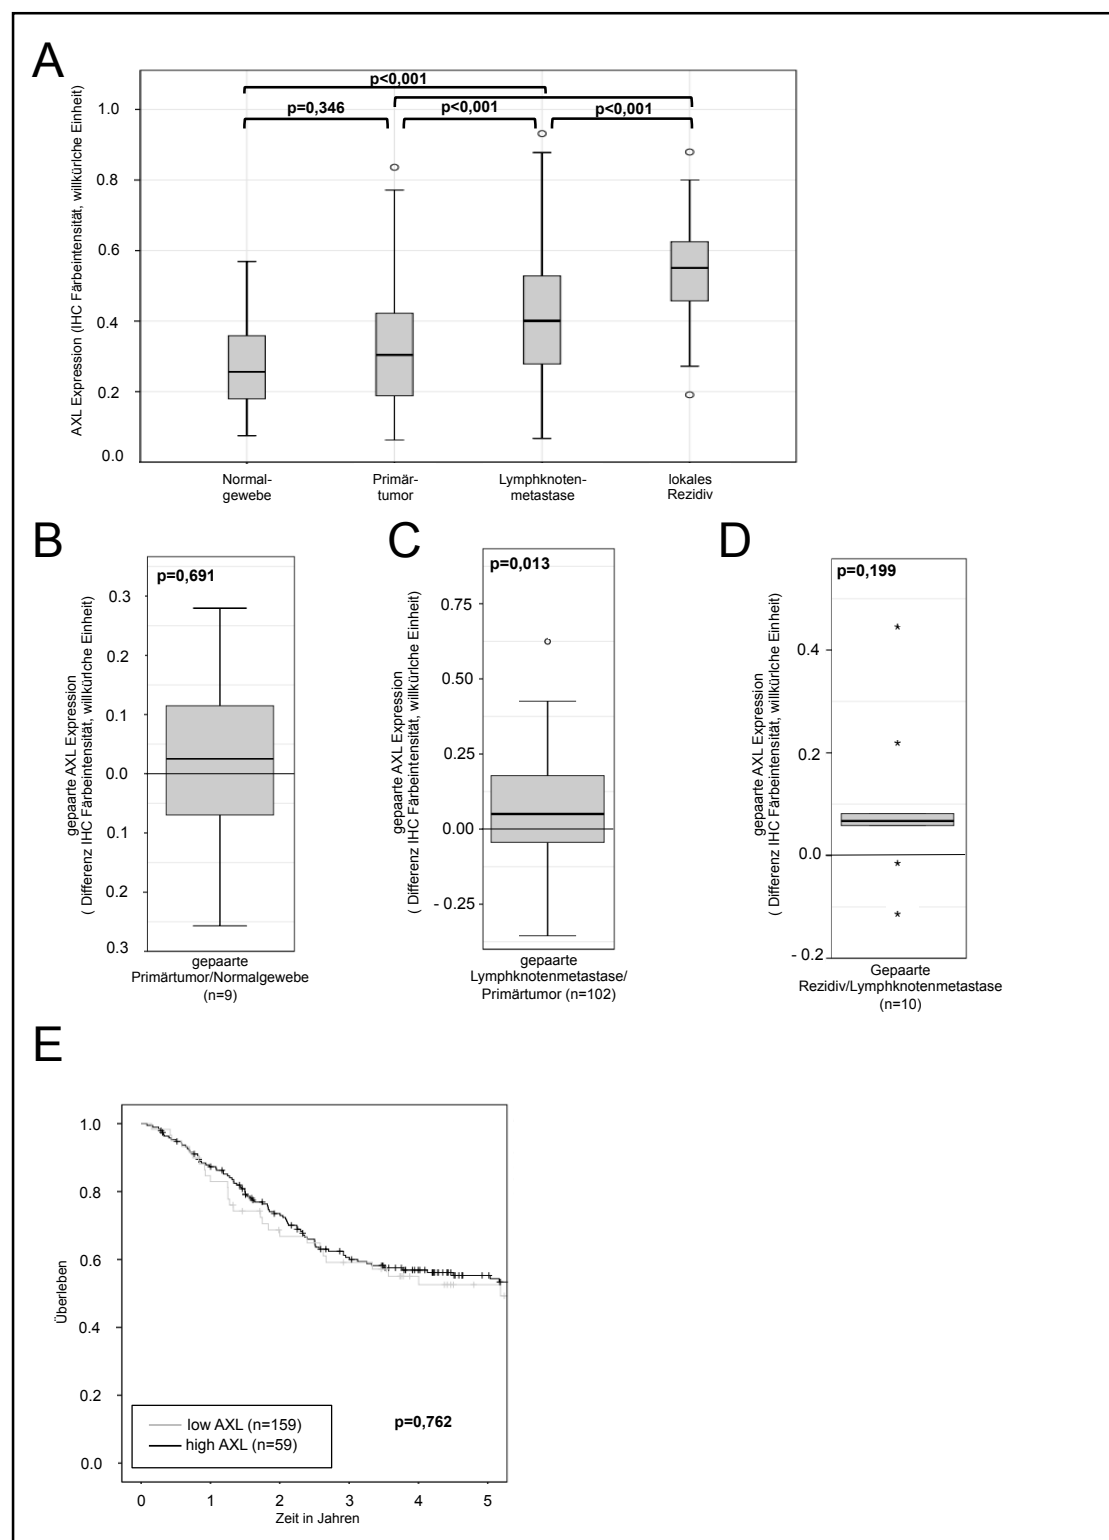 A
AXL Expression (IHC Färbeintensität, willkürlche Einheit)
p<0,001
p=0,346
p<0,001
p<0,001
1.0
0.8
0.6
0.4
0.2
0.0
Normal-
gewebe
Primär-
tumor
Lymphknoten-
metastase
lokales
Rezidiv
B
gepaarte AXL Expression
( Differenz IHC Färbeintensität, willkürlche Einheit)
p=0,691
0.3
0.2
0.1
0.0
0.1
0.2
0.3
gepaarte
Primärtumor/Normalgewebe
(n=9)
C
gepaarte AXL Expression
( Differenz IHC Färbeintensität, willkürlche Einheit)
p=0,013
0.75
0.50
0.25
0.00
- 0.25
gepaarte
Lymphknotenmetastase/
Primärtumor (n=102)
D
gepaarte AXL Expression
( Differenz IHC Färbeintensität, willkürlche Einheit)
p=0,199
0.4
0.2
0.0
- 0.2
Gepaarte
Rezidiv/Lymphknotenmetastase
(n=10)
E
Überleben
1.0
0.8
0.6
0.4
0.2
0.0
low AXL (n=159)
high AXL (n=59)
p=0,762
0 1 2 3 4 5
Zeit in Jahren